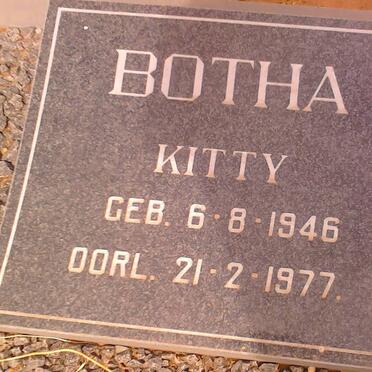 BOTHA
KITTY
GEB. 6·8·1946
OORL. 21·2·1977.